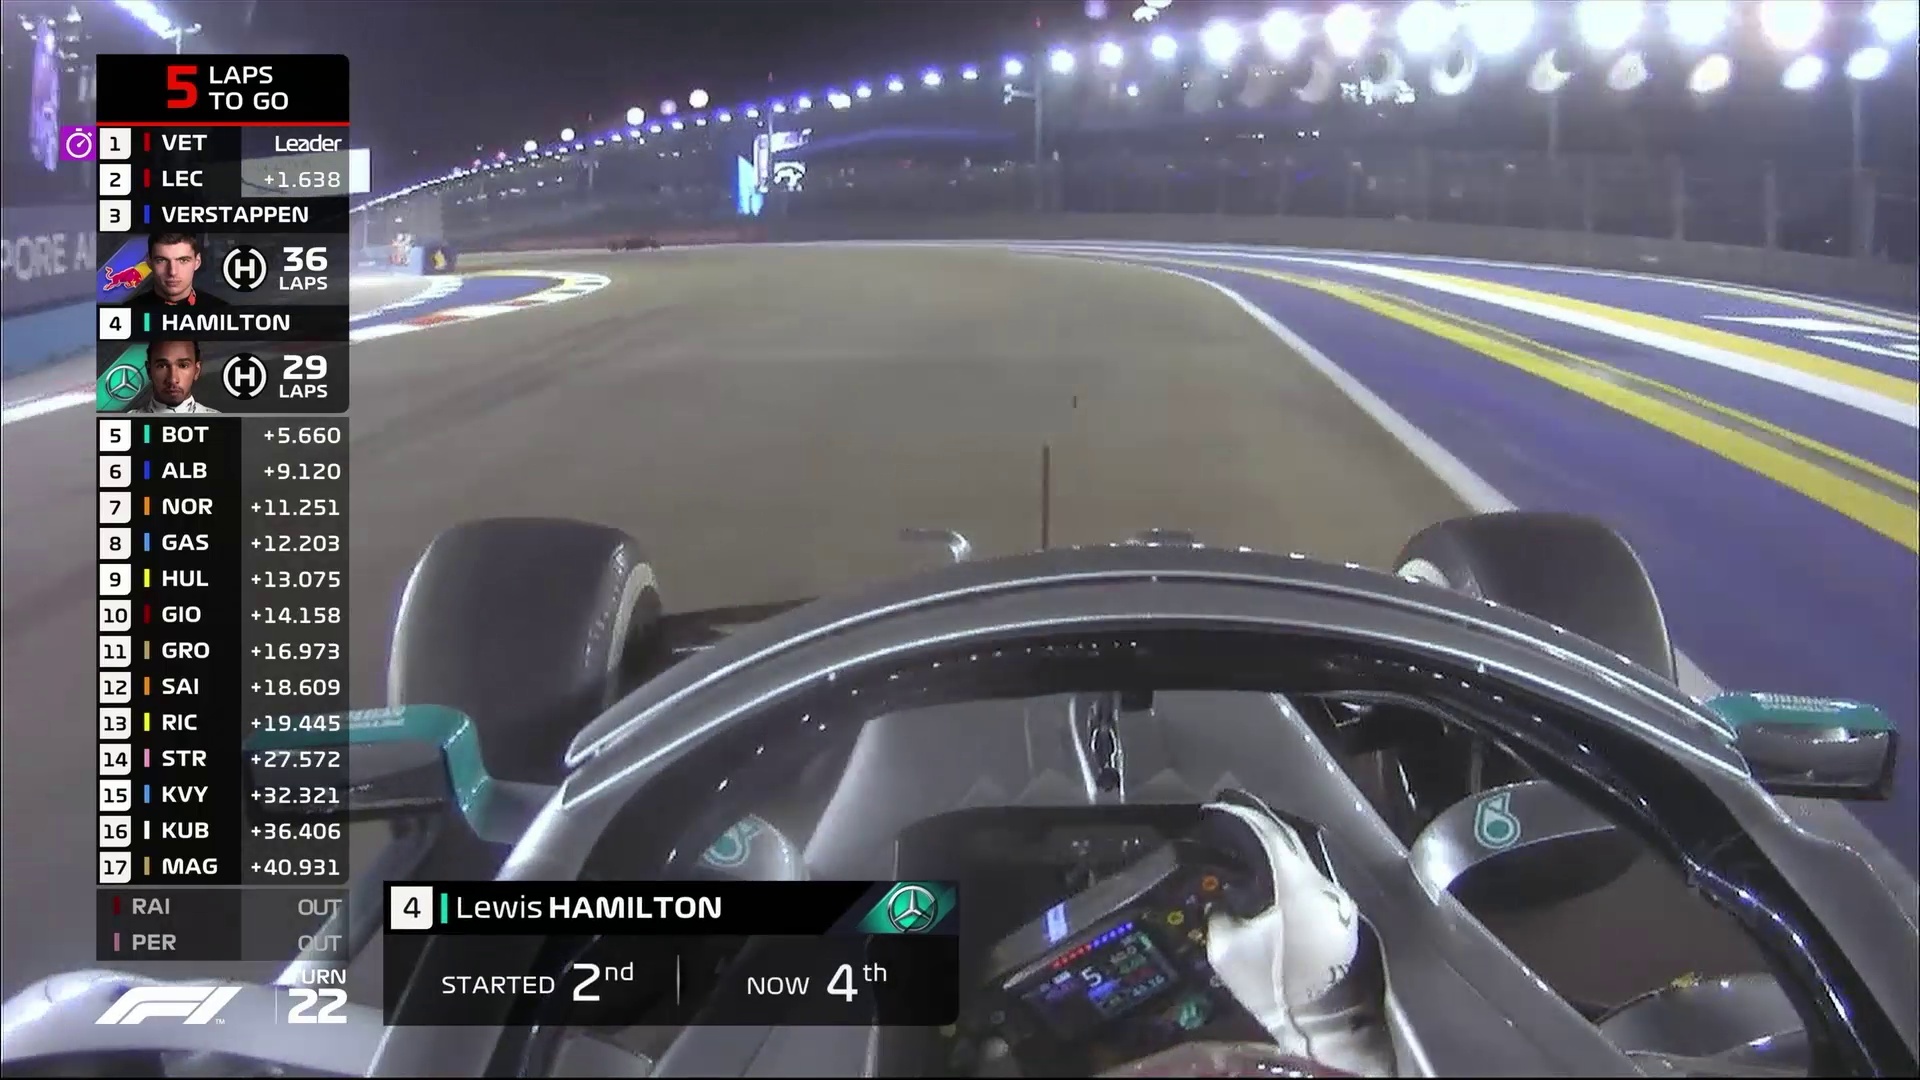 5 LAPS
TO GO
1 VET Leader
2 LEC +1.638
3 VERSTAPPEN
H 36
LAPS
4 HAMILTON
H 29
LAPS
5 BOT +5.660
6 ALB +9.120
7 NOR +11.251
8 GAS +12.203
9 HUL +13.075
10 GIO +14.158
11 GRO +16.973
12 SAI +18.609
13 RIC +19.445
14 STR +27.572
15 KVY +32.321
16 KUB +36.406
17 MAG +40.931
RAI OUT
PER OUT
F1 TURN
22
4 Lewis HAMILTON
STARTED 2nd NOW 4th
PORE
5